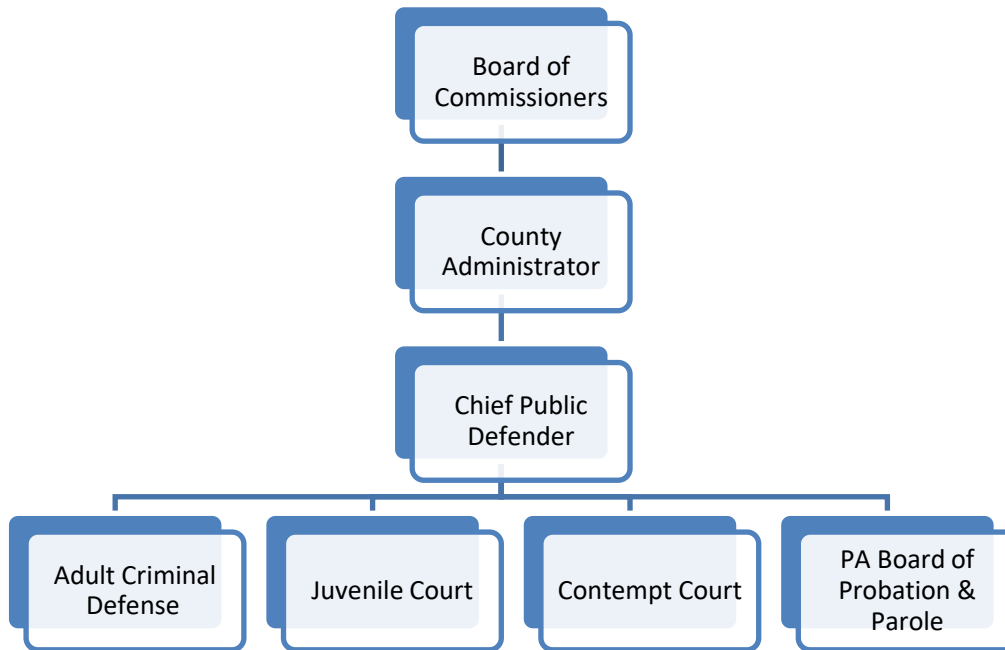 Board of
Commissioners
County
Administrator
Chief Public
Defender
Adult Criminal
Defense
Juvenile Court
Contempt Court
PA Board of
Probation &
Parole